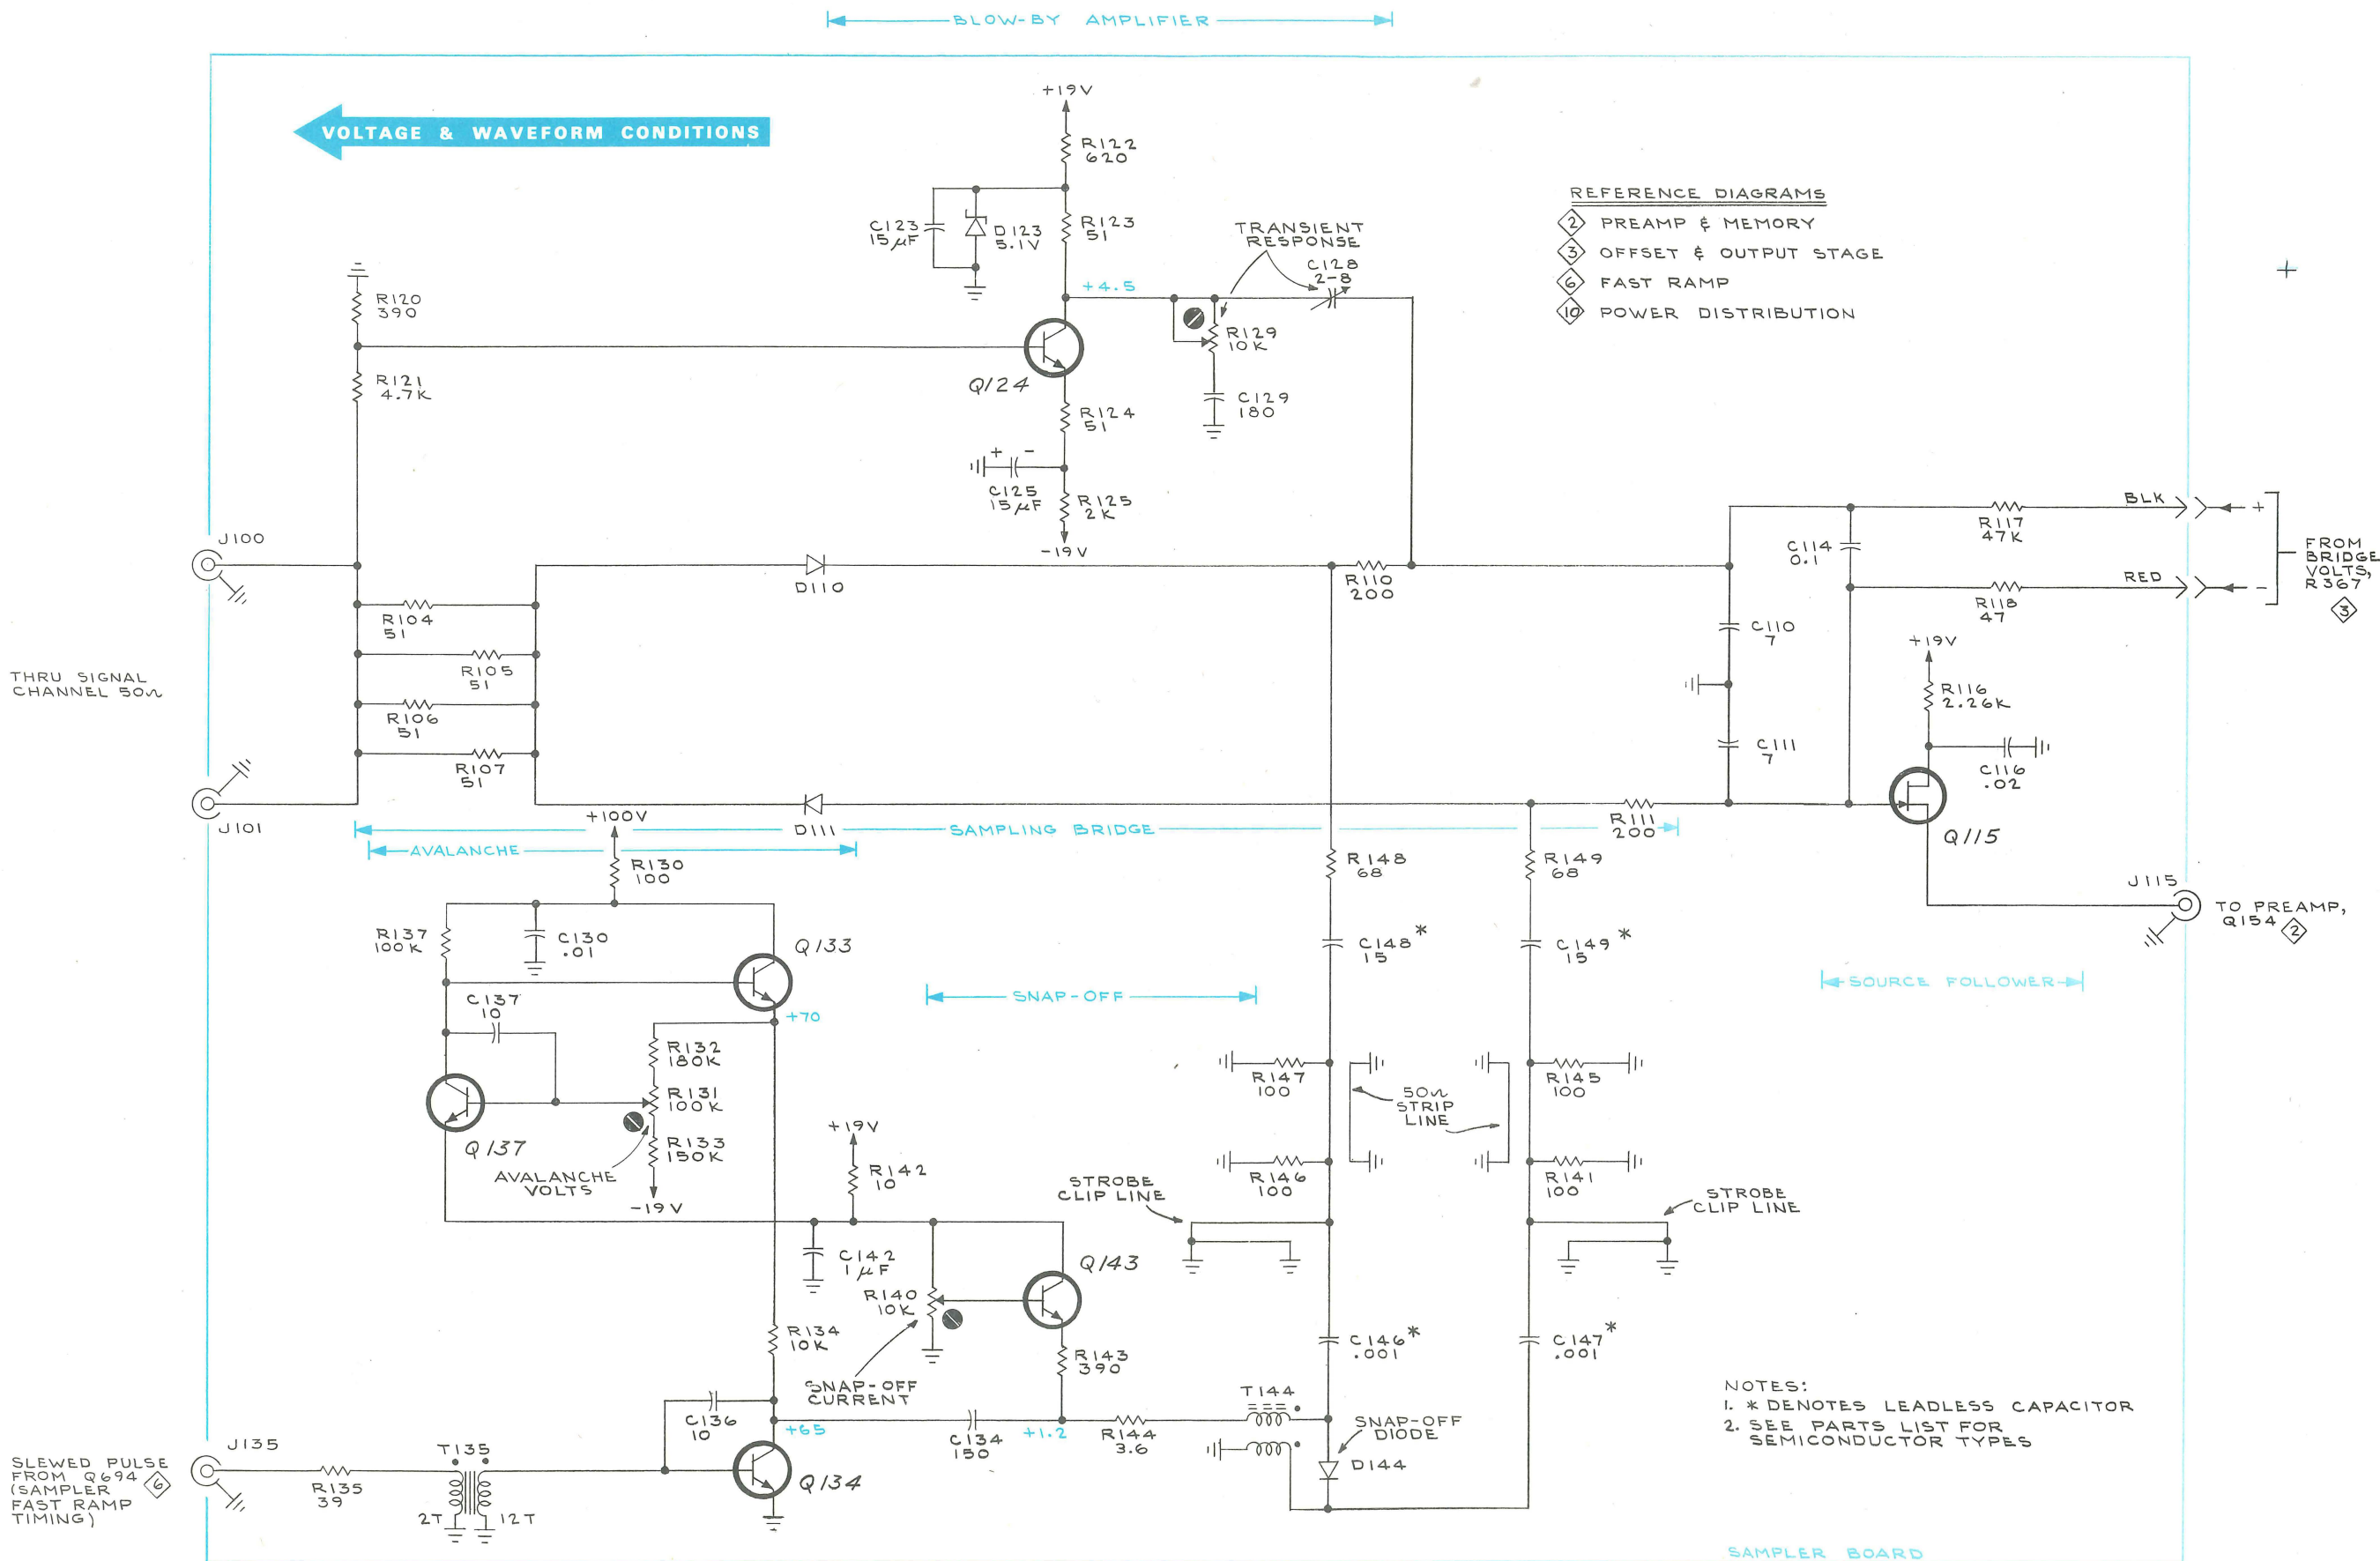 BLOW-BY AMPLIFIER
VOLTAGE & WAVEFORM CONDITIONS
+19V
R122
620
C123
15µF
D123
5.1V
R123
51
TRANSIENT
RESPONSE
C128
2-8
+4.5
R120
390
R129
10K
R121
4.7K
Q124
C129
180
R124
51
+ -
C125
15µF
R125
2K
-19V
REFERENCE DIAGRAMS
2 PREAMP & MEMORY
3 OFFSET & OUTPUT STAGE
6 FAST RAMP
10 POWER DISTRIBUTION
J100
D110
R110
200
C114
0.1
R117
47K
BLK
+
R118
47
RED
-
FROM
BRIDGE
VOLTS,
R367
3
R104
51
R105
51
R106
51
R107
51
THRU SIGNAL
CHANNEL 50Ω
J101
C110
7
C111
7
+19V
R116
2.26K
C116
.02
Q115
D111
R111
200
SAMPLING BRIDGE
AVALANCHE
+100V
R130
100
R148
68
R149
68
J115
TO PREAMP,
Q154 2
R137
100K
C130
.01
Q133
C148*
15
C149*
15
SOURCE FOLLOWER
SNAP-OFF
C137
10
+70
R132
180K
R131
100K
R133
150K
Q137
AVALANCHE
VOLTS
-19V
+19V
R142
10
R147
100
50Ω
STRIP
LINE
R145
100
R146
100
R141
100
STROBE
CLIP LINE
STROBE
CLIP LINE
C142
1µF
Q143
R140
10K
R134
10K
R143
390
C146*
.001
C147*
.001
SNAP-OFF
CURRENT
C136
10
+65
C134
150
+1.2
R144
3.6
T144
SNAP-OFF
DIODE
D144
NOTES:
1. * DENOTES LEADLESS CAPACITOR
2. SEE PARTS LIST FOR
SEMICONDUCTOR TYPES
J135
SLEWED PULSE
FROM Q694 6
(SAMPLER
FAST RAMP
TIMING)
R135
39
T135
2T
12T
Q134
SAMPLER BOARD